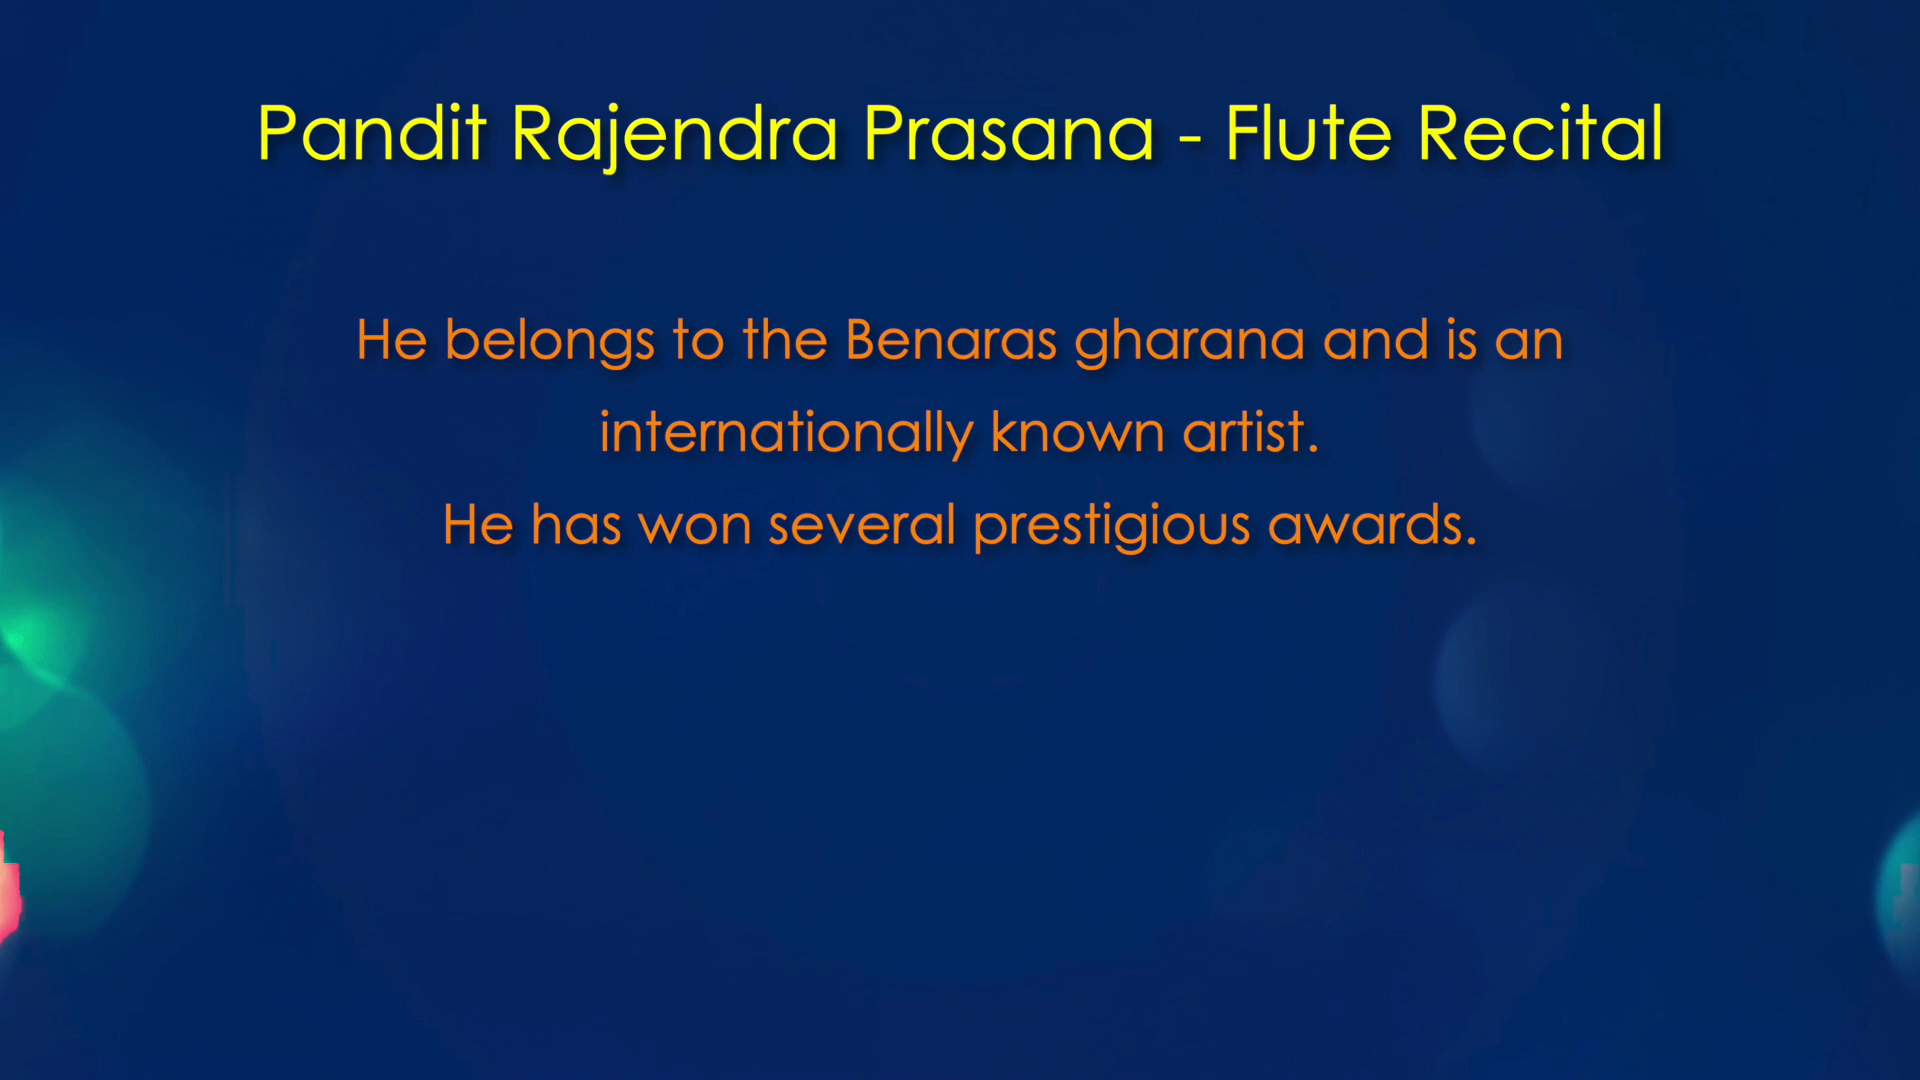 Pandit Rajendra Prasana - Flute Recital
He belongs to the Benaras gharana and is an
internationally known artist.
He has won several prestigious awards.